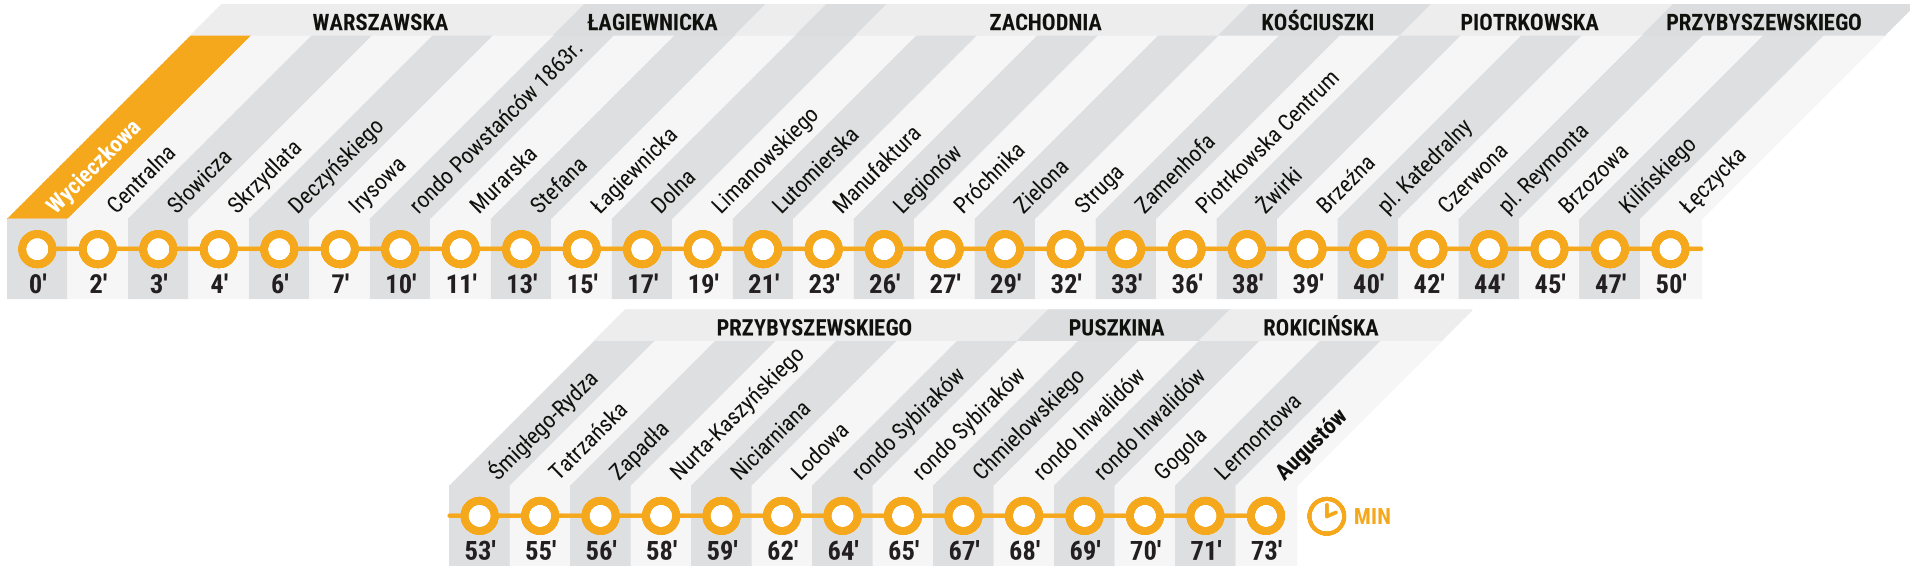 WARSZAWSKA ŁAGIEWNICKA ZACHODNIA KOŚCIUSZKI PIOTRKOWSKA PRZYBYSZEWSKIEGO
Wycieczkowa
Centralna
Słowicza
Skrzydlata
Deczyńskiego
Irysowa
rondo Powstańców 1863r.
Murarska
Stefana
Łagiewnicka
Dolna
Limanowskiego
Lutomierska
Manufaktura
Legionów
Próchnika
Zielona
Struga
Zamenhofa
Piotrkowska Centrum
Żwirki
Brzeźna
pl. Katedralny
Czerwona
pl. Reymonta
Brzozowa
Kilińskiego
Łęczycka
0' 2' 3' 4' 6' 7' 10' 11' 13' 15' 17' 19' 21' 23' 26' 27' 29' 32' 33' 36' 38' 39' 40' 42' 44' 45' 47' 50'
PRZYBYSZEWSKIEGO PUSZKINA ROKICIŃSKA
Śmigłego-Rydza
Tatrzańska
Zapadła
Nurta-Kaszyńskiego
Niciarniana
Lodowa
rondo Sybiraków
rondo Sybiraków
Chmielowskiego
rondo Inwalidów
rondo Inwalidów
Gogola
Lermontowa
Augustów
MIN
53' 55' 56' 58' 59' 62' 64' 65' 67' 68' 69' 70' 71' 73'